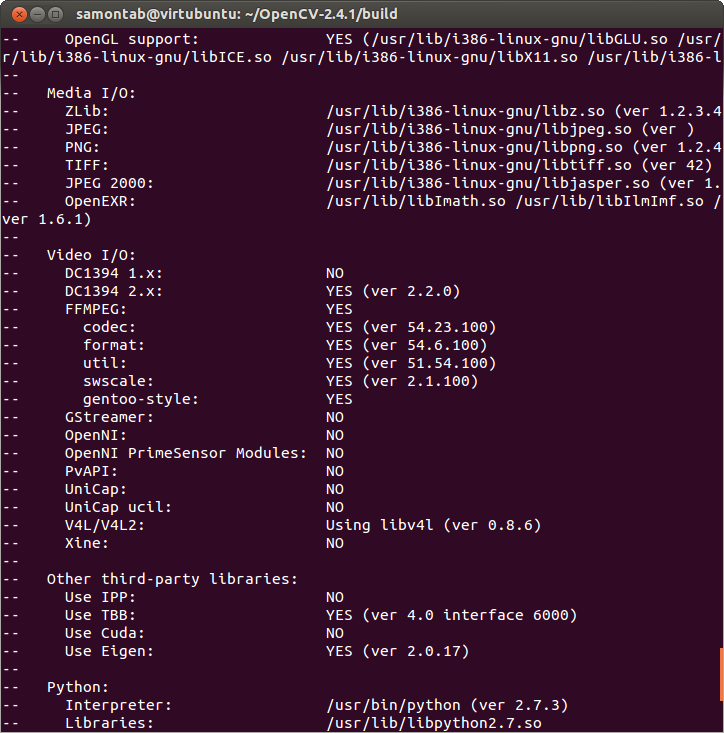 samontab@virtubuntu: ~/OpenCV-2.4.1/build
--     OpenGL support:              YES (/usr/lib/i386-linux-gnu/libGLU.so /usr/
r/lib/i386-linux-gnu/libICE.so /usr/lib/i386-linux-gnu/libX11.so /usr/lib/i386-l
--
--   Media I/O:
--     ZLib:                        /usr/lib/i386-linux-gnu/libz.so (ver 1.2.3.4
--     JPEG:                        /usr/lib/i386-linux-gnu/libjpeg.so (ver )
--     PNG:                         /usr/lib/i386-linux-gnu/libpng.so (ver 1.2.4
--     TIFF:                        /usr/lib/i386-linux-gnu/libtiff.so (ver 42)
--     JPEG 2000:                   /usr/lib/i386-linux-gnu/libjasper.so (ver 1.
--     OpenEXR:                     /usr/lib/libImath.so /usr/lib/libIlmImf.so /
ver 1.6.1)
--
--   Video I/O:
--     DC1394 1.x:                  NO
--     DC1394 2.x:                  YES (ver 2.2.0)
--     FFMPEG:                      YES
--       codec:                     YES (ver 54.23.100)
--       format:                    YES (ver 54.6.100)
--       util:                      YES (ver 51.54.100)
--       swscale:                   YES (ver 2.1.100)
--       gentoo-style:              YES
--     GStreamer:                   NO
--     OpenNI:                      NO
--     OpenNI PrimeSensor Modules:  NO
--     PvAPI:                       NO
--     UniCap:                      NO
--     UniCap ucil:                 NO
--     V4L/V4L2:                    Using libv4l (ver 0.8.6)
--     Xine:                        NO
--
--   Other third-party libraries:
--     Use IPP:                     NO
--     Use TBB:                     YES (ver 4.0 interface 6000)
--     Use Cuda:                    NO
--     Use Eigen:                   YES (ver 2.0.17)
--
--   Python:
--     Interpreter:                 /usr/bin/python (ver 2.7.3)
--     Libraries:                   /usr/lib/libpython2.7.so